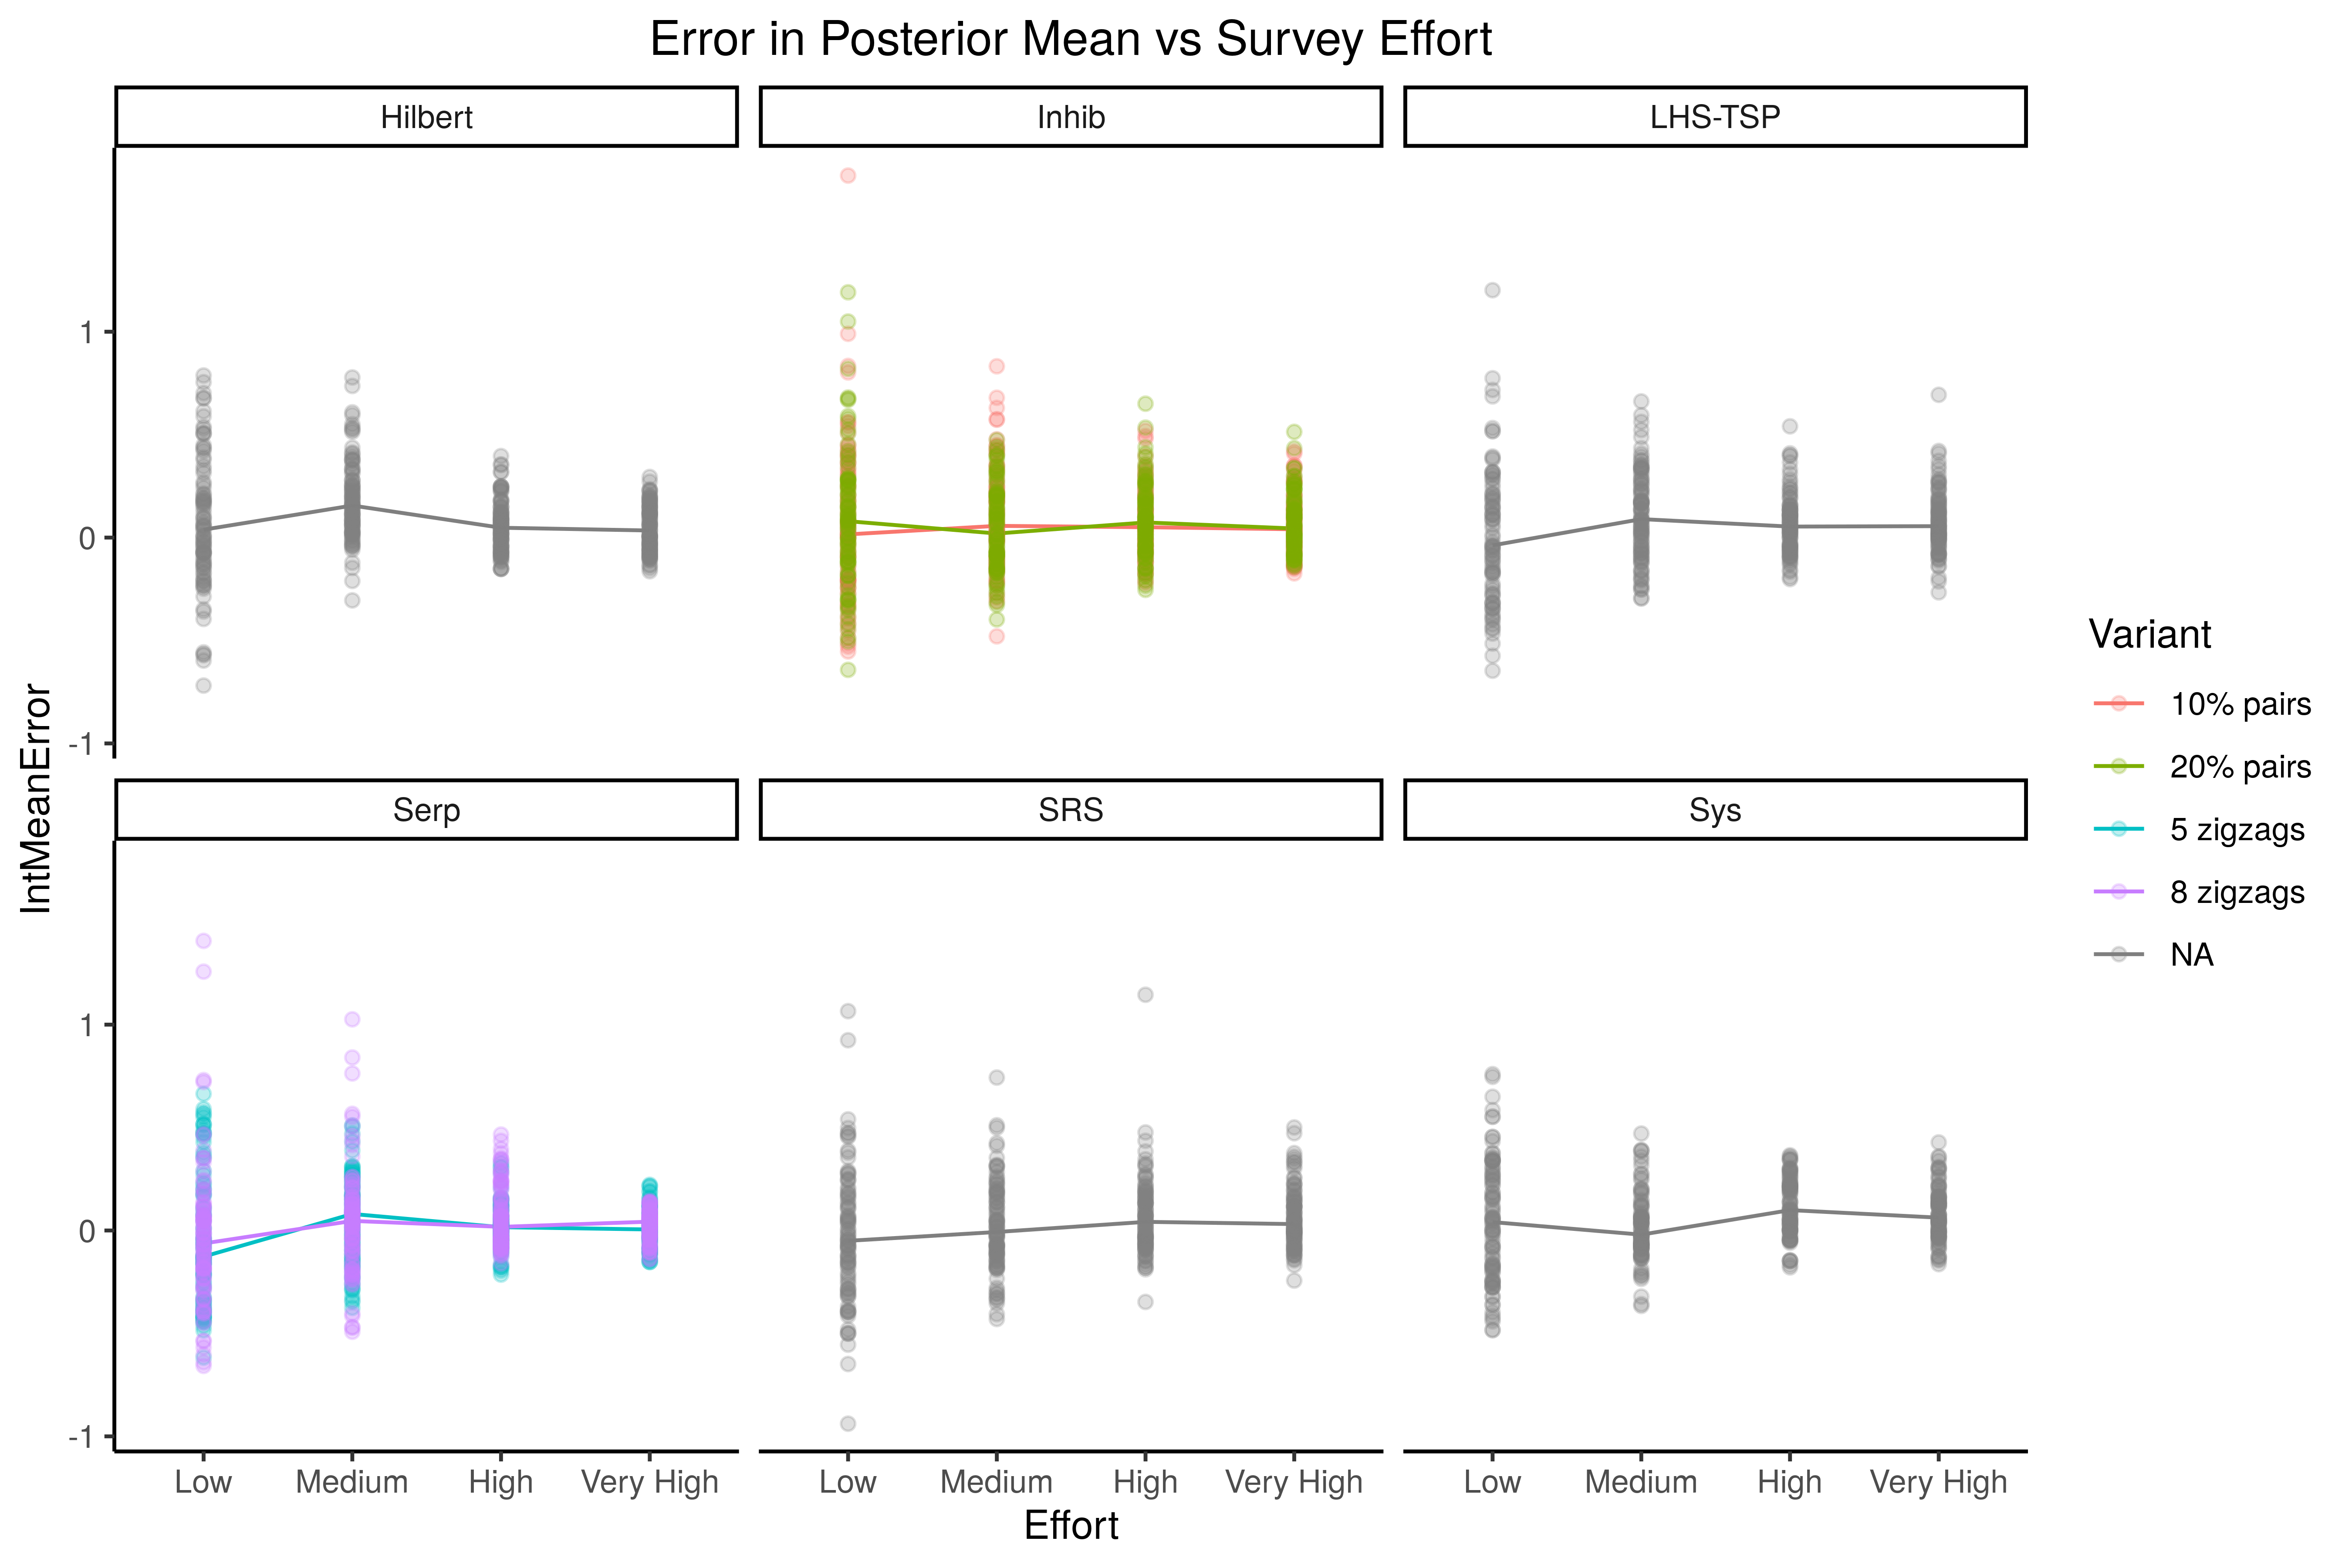 Error in Posterior Mean vs Survey Effort
Hilbert
Inhib
LHS-TSP
1
0
-1
Serp
SRS
Sys
1
0
-1
Low Medium High Very High
Low Medium High Very High
Low Medium High Very High
Effort
IntMeanError
Variant
10% pairs
20% pairs
5 zigzags
8 zigzags
NA